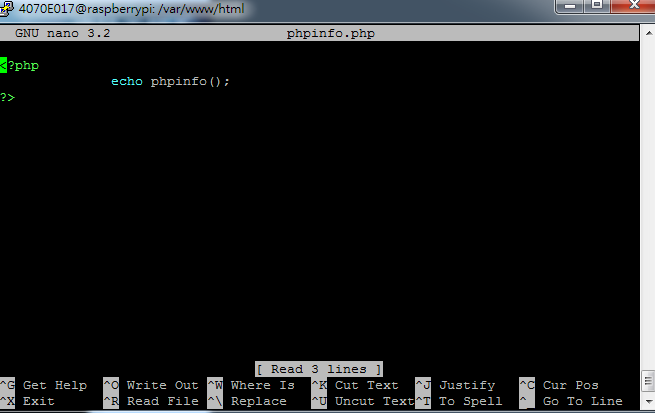 4070E017@raspberrypi: /var/www/html
GNU nano 3.2 phpinfo.php
<?php
echo phpinfo();
?>
[ Read 3 lines ]
^G Get Help ^O Write Out ^W Where Is ^K Cut Text ^J Justify ^C Cur Pos
^X Exit ^R Read File ^\ Replace ^U Uncut Text ^T To Spell ^_ Go To Line